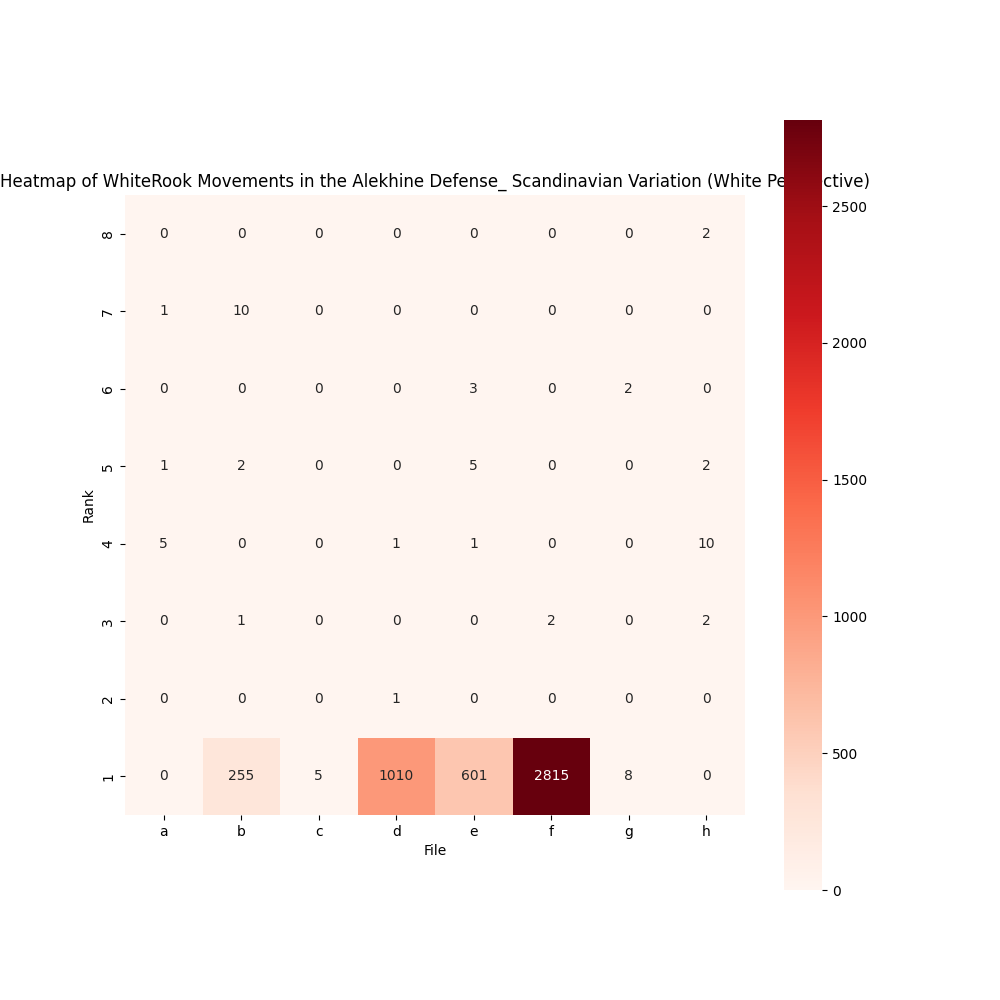 Heatmap of WhiteRook Movements in the Alekhine Defense_ Scandinavian Variation (White Pe ctive)
2500
2000
1500
1000
500
0
Rank
8 0 0 0 0 0 0 0 2
7 1 10 0 0 0 0 0 0
6 0 0 0 0 3 0 2 0
5 1 2 0 0 5 0 0 2
4 5 0 0 1 1 0 0 10
3 0 1 0 0 0 2 0 2
2 0 0 0 1 0 0 0 0
1 0 255 5 1010 601 2815 8 0
a b c d e f g h
File